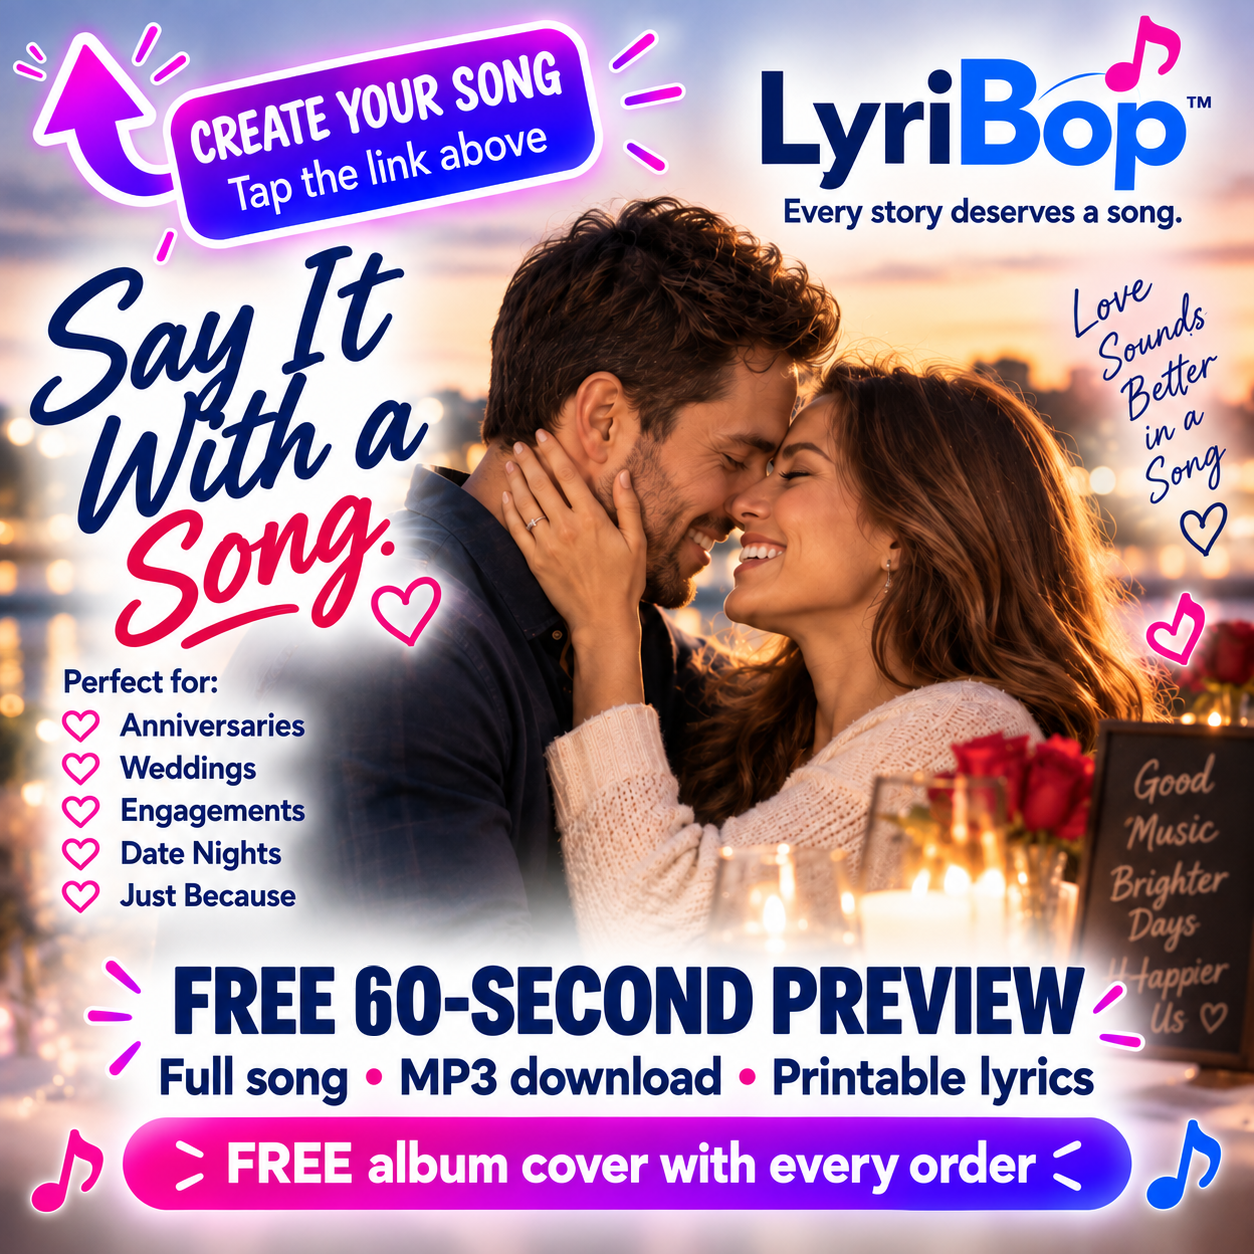 CREATE YOUR SONG
Tap the link above
LyriBop™
Every story deserves a song.
Say It
With a
Song.
Love
Sounds
Better
in a
Song
Perfect for:
Anniversaries
Weddings
Engagements
Date Nights
Just Because
Good
Music
Brighter
Days
Happier
Us
FREE 60-SECOND PREVIEW
Full song • MP3 download • Printable lyrics
FREE album cover with every order